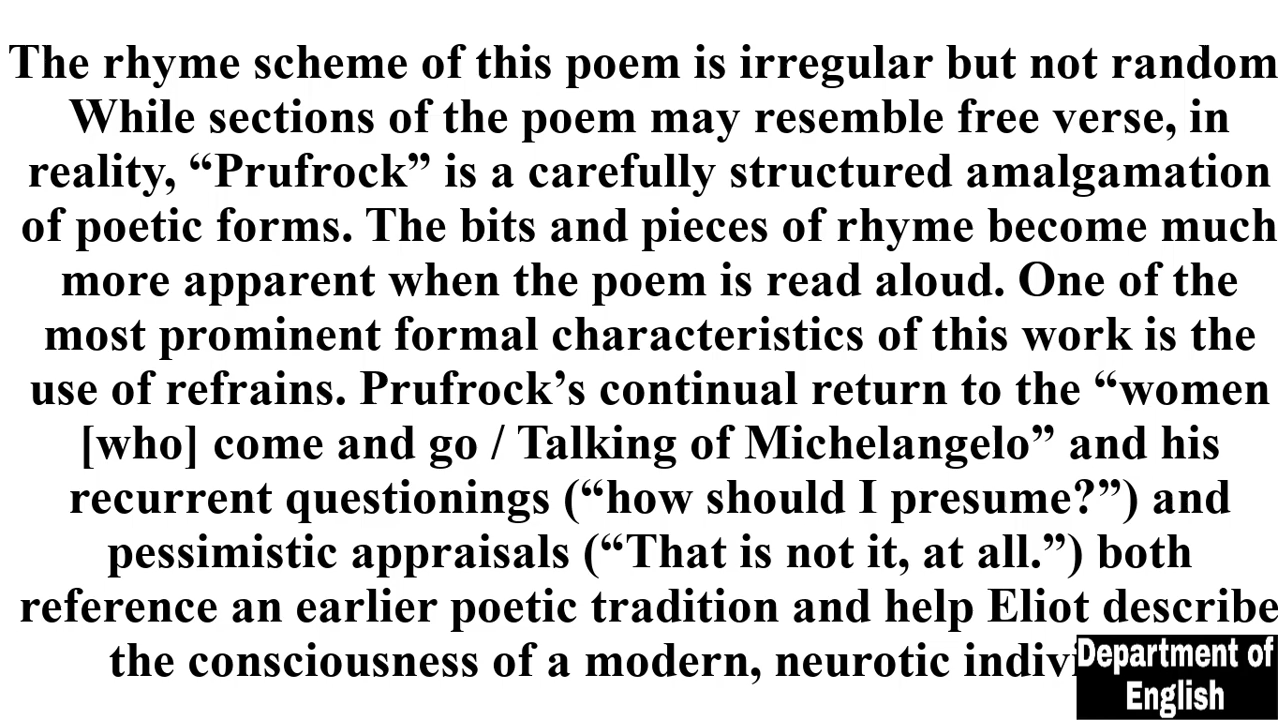 The rhyme scheme of this poem is irregular but not random
While sections of the poem may resemble free verse, in
reality, “Prufrock” is a carefully structured amalgamation
of poetic forms. The bits and pieces of rhyme become much
more apparent when the poem is read aloud. One of the
most prominent formal characteristics of this work is the
use of refrains. Prufrock’s continual return to the “women
[who] come and go / Talking of Michelangelo” and his
recurrent questionings (“how should I presume?”) and
pessimistic appraisals (“That is not it, at all.”) both
reference an earlier poetic tradition and help Eliot describe
the consciousness of a modern, neurotic
Department of
English